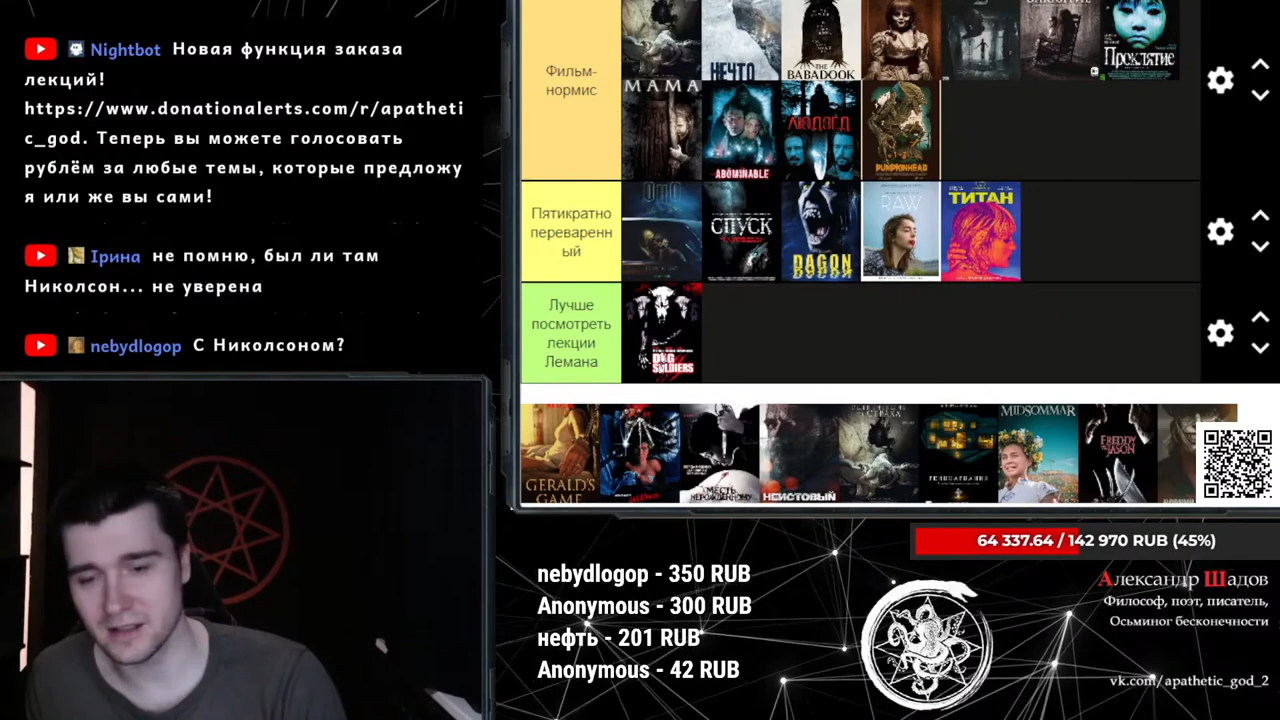 Nightbot Новая функция заказа
лекций!
https://www.donationalerts.com/r/apatheti
c_god. Теперь вы можете голосовать
рублём за любые темы, которые предложу
я или же вы сами!
Ірина не помню, был ли там
Николсон... не уверена
nebydlogop С Николсоном?
Фильм-
нормис
НЕЧТО
THE
BABADOOK
Проклятие
МАМА
ABOMINABLE
ЛЮДОЕД
PUMPKINHEAD
Пятикратно
переваренн
ый
СПУСК
DAGON
RAW
ТИТАН
Лучше
посмотреть
лекции
Лемана
DOG
SOLDIERS
GERALD'S
GAME
МЕСТЬ
НЕРОЖДЕННОМУ
НЕИСТОВЫЙ
MIDSOMMAR
FREDDY
VS
JASON
64 337.64 / 142 970 RUB (45%)
nebydlogop - 350 RUB
Anonymous - 300 RUB
нефть - 201 RUB
Anonymous - 42 RUB
Александр Шадов
Философ, поэт, писатель,
Осьминог бесконечности
vk.com/apathetic_god_2